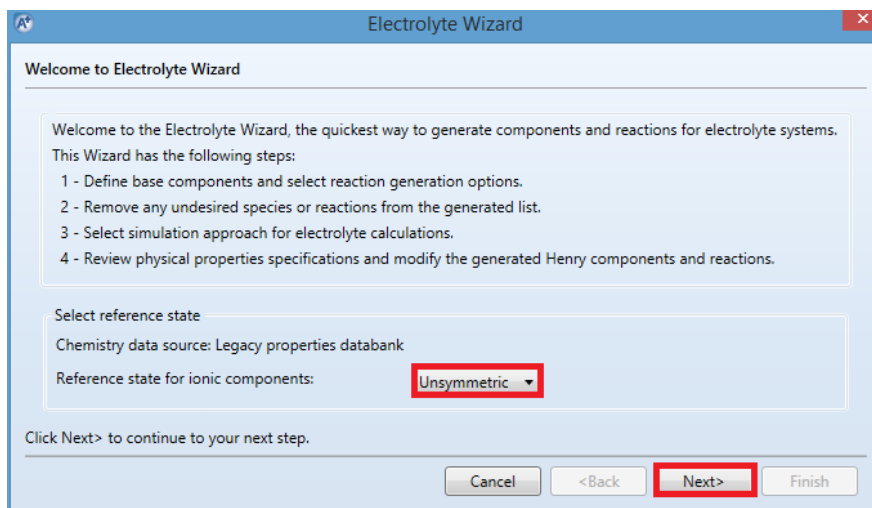 A+
Electrolyte Wizard
Welcome to Electrolyte Wizard
Welcome to the Electrolyte Wizard, the quickest way to generate components and reactions for electrolyte systems.
This Wizard has the following steps:
1 - Define base components and select reaction generation options.
2 - Remove any undesired species or reactions from the generated list.
3 - Select simulation approach for electrolyte calculations.
4 - Review physical properties specifications and modify the generated Henry components and reactions.
Select reference state
Chemistry data source: Legacy properties databank
Reference state for ionic components: Unsymmetric
Click Next> to continue to your next step.
Cancel <Back Next> Finish